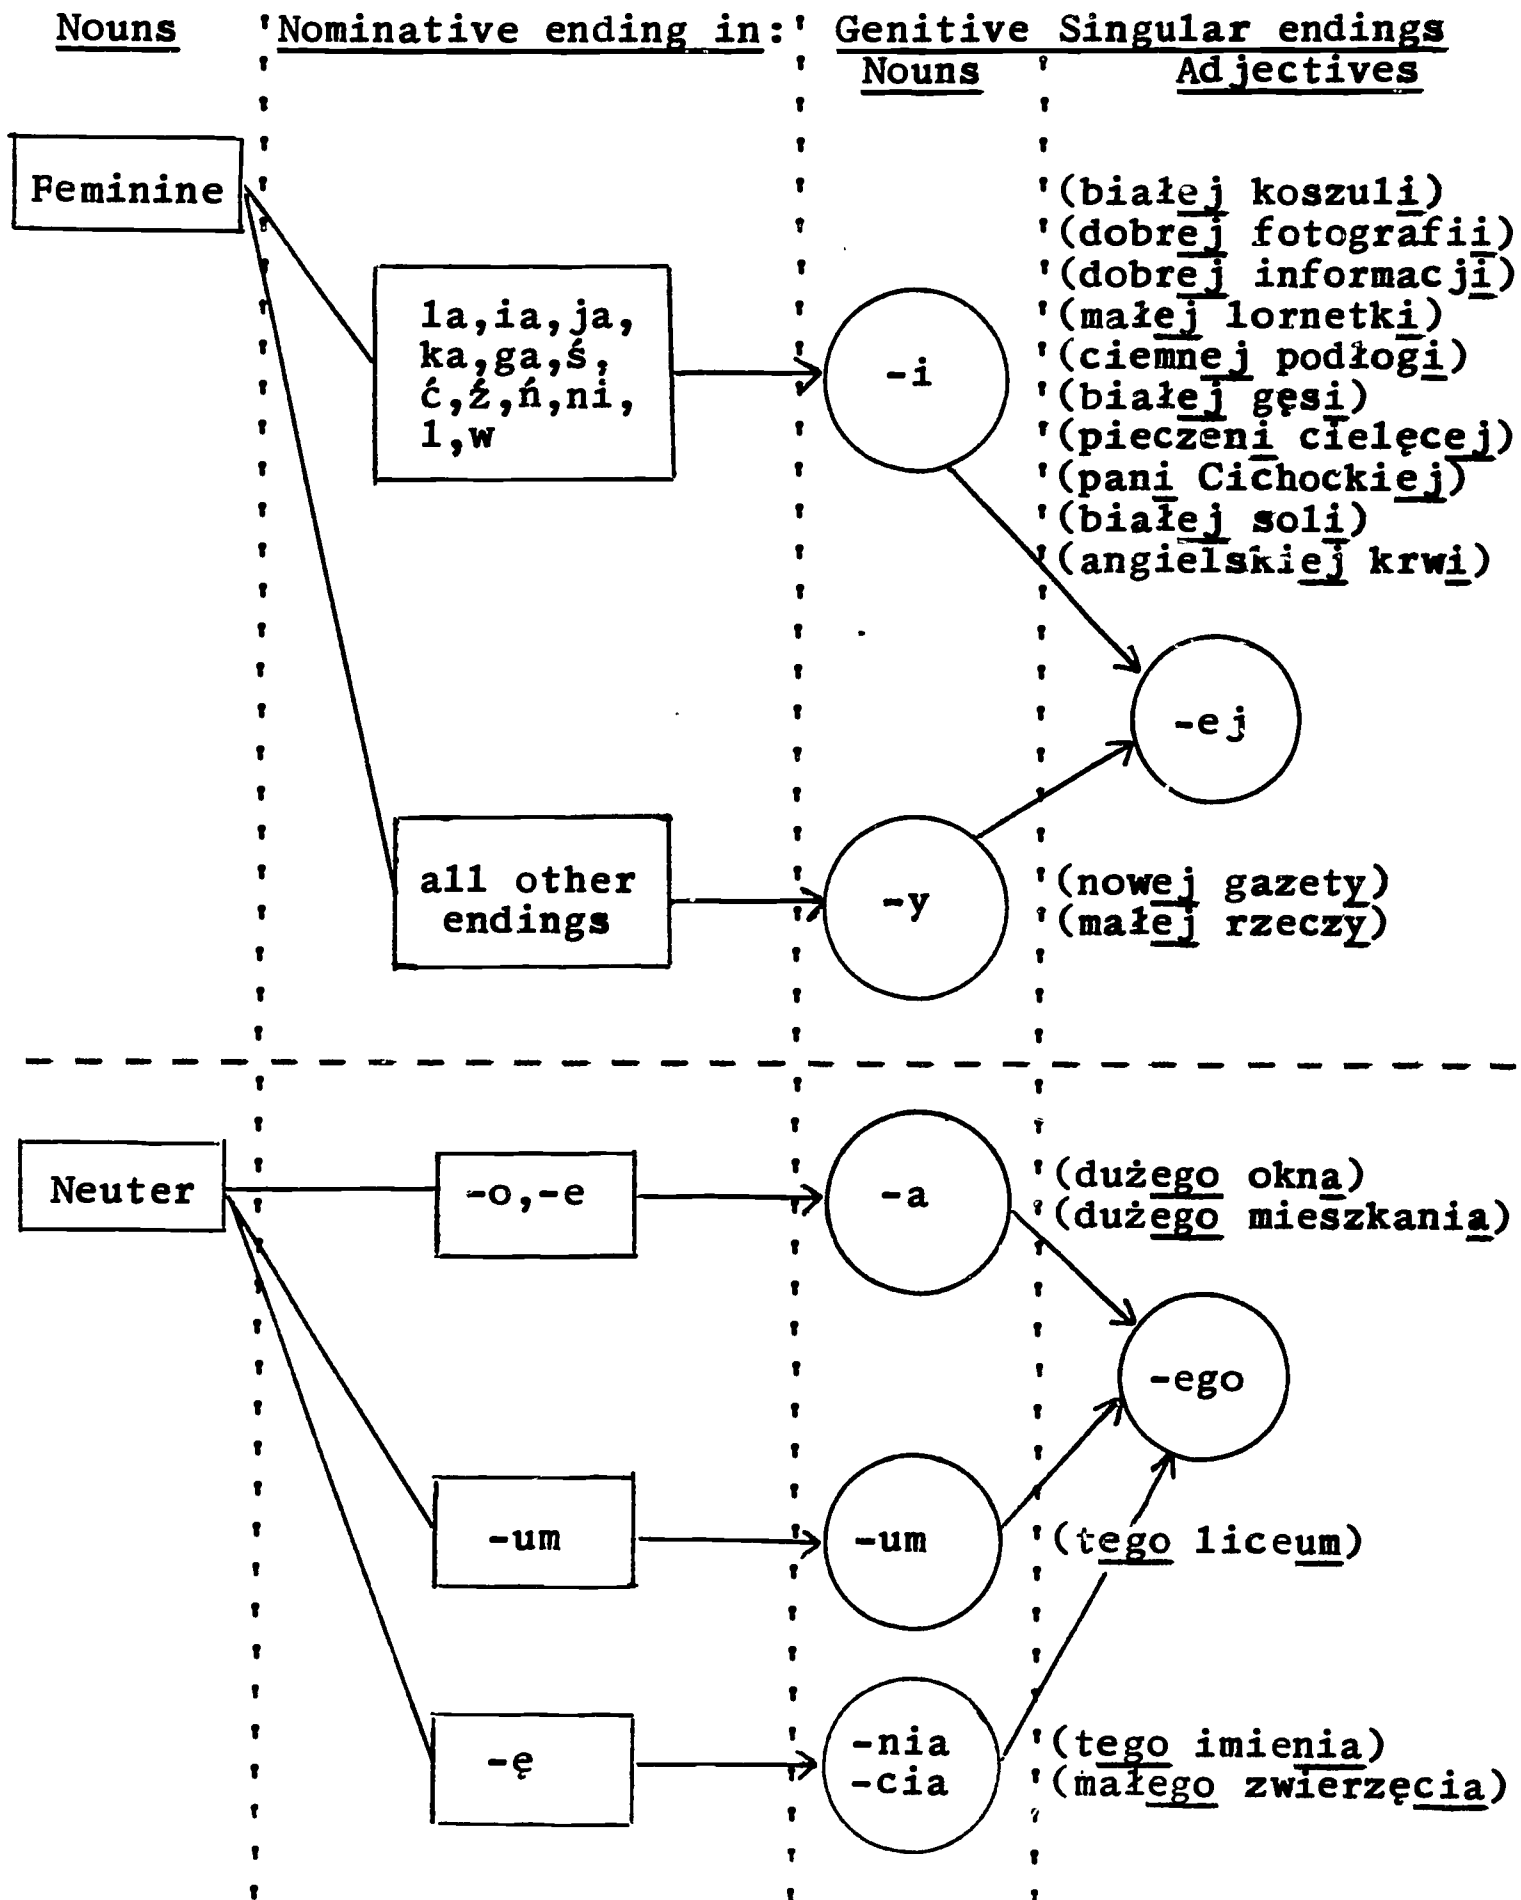 Nouns Nominative ending in: Genitive Singular endings
Nouns Adjectives
Feminine
la,ia,ja,
ka,ga,ś,
ć,ź,ń,ni,
l,w
-i
(białej koszuli)
(dobrej fotografii)
(dobrej informacji)
(małej lornetki)
(ciemnej podłogi)
(białej gęsi)
(pieczeni cielęcej)
(pani Cichockiej)
(białej soli)
(angielskiej krwi)
-ej
all other
endings
-y
(nowej gazety)
(małej rzeczy)
Neuter
-o,-e
-a
(dużego okna)
(dużego mieszkania)
-ego
-um
-um
(tego liceum)
-ę
-nia
-cia
(tego imienia)
(małego zwierzęcia)